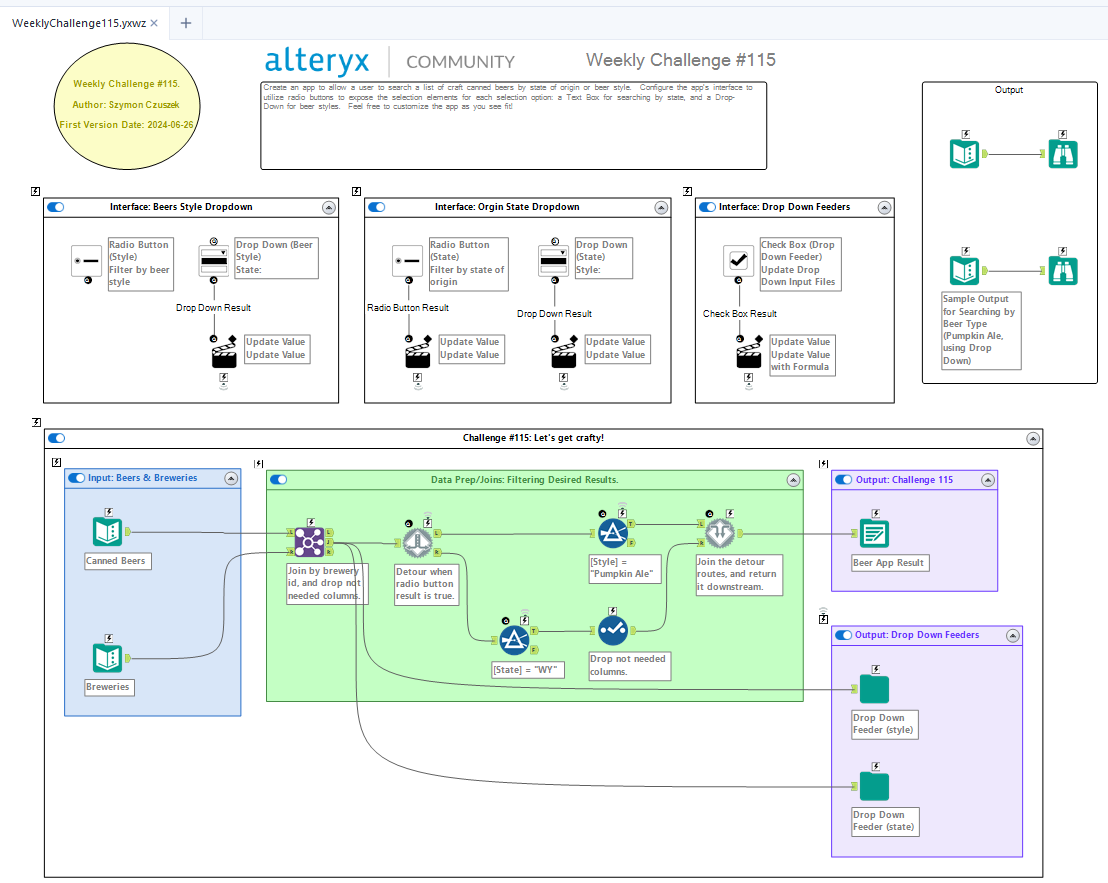 WeeklyChallenge115.yxwz
Weekly Challenge #115.
Author: Szymon Czuszek
First Version Date: 2024-06-26
alteryx COMMUNITY Weekly Challenge #115
Create an app to allow a user to search a list of craft canned beers by state of origin or beer style. Configure the app's interface to
utilize radio buttons to expose the selection elements for each selection option: a Text Box for searching by state, and a Drop-
Down for beer styles. Feel free to customize the app as you see fit!
Output
Sample Output
for Searching by
Beer Type
(Pumpkin Ale,
using Drop
Down)
Interface: Beers Style Dropdown
Radio Button
(Style)
Filter by beer
style
Drop Down (Beer
Style)
State:
Drop Down Result
Update Value
Update Value
Interface: Orgin State Dropdown
Radio Button
(State)
Filter by state of
origin
Drop Down
(State)
Style:
Radio Button Result
Drop Down Result
Update Value
Update Value
Update Value
Update Value
Interface: Drop Down Feeders
Check Box (Drop
Down Feeder)
Update Drop
Down Input Files
Check Box Result
Update Value
Update Value
with Formula
Challenge #115: Let's get crafty!
Input: Beers & Breweries
Canned Beers
Breweries
Data Prep/Joins: Filtering Desired Results.
Join by brewery
id, and drop not
needed columns.
Detour when
radio button
result is true.
[Style] =
"Pumpkin Ale"
Join the detour
routes, and return
it downstream.
[State] = "WY"
Drop not needed
columns.
Output: Challenge 115
Beer App Result
Output: Drop Down Feeders
Drop Down
Feeder (style)
Drop Down
Feeder (state)